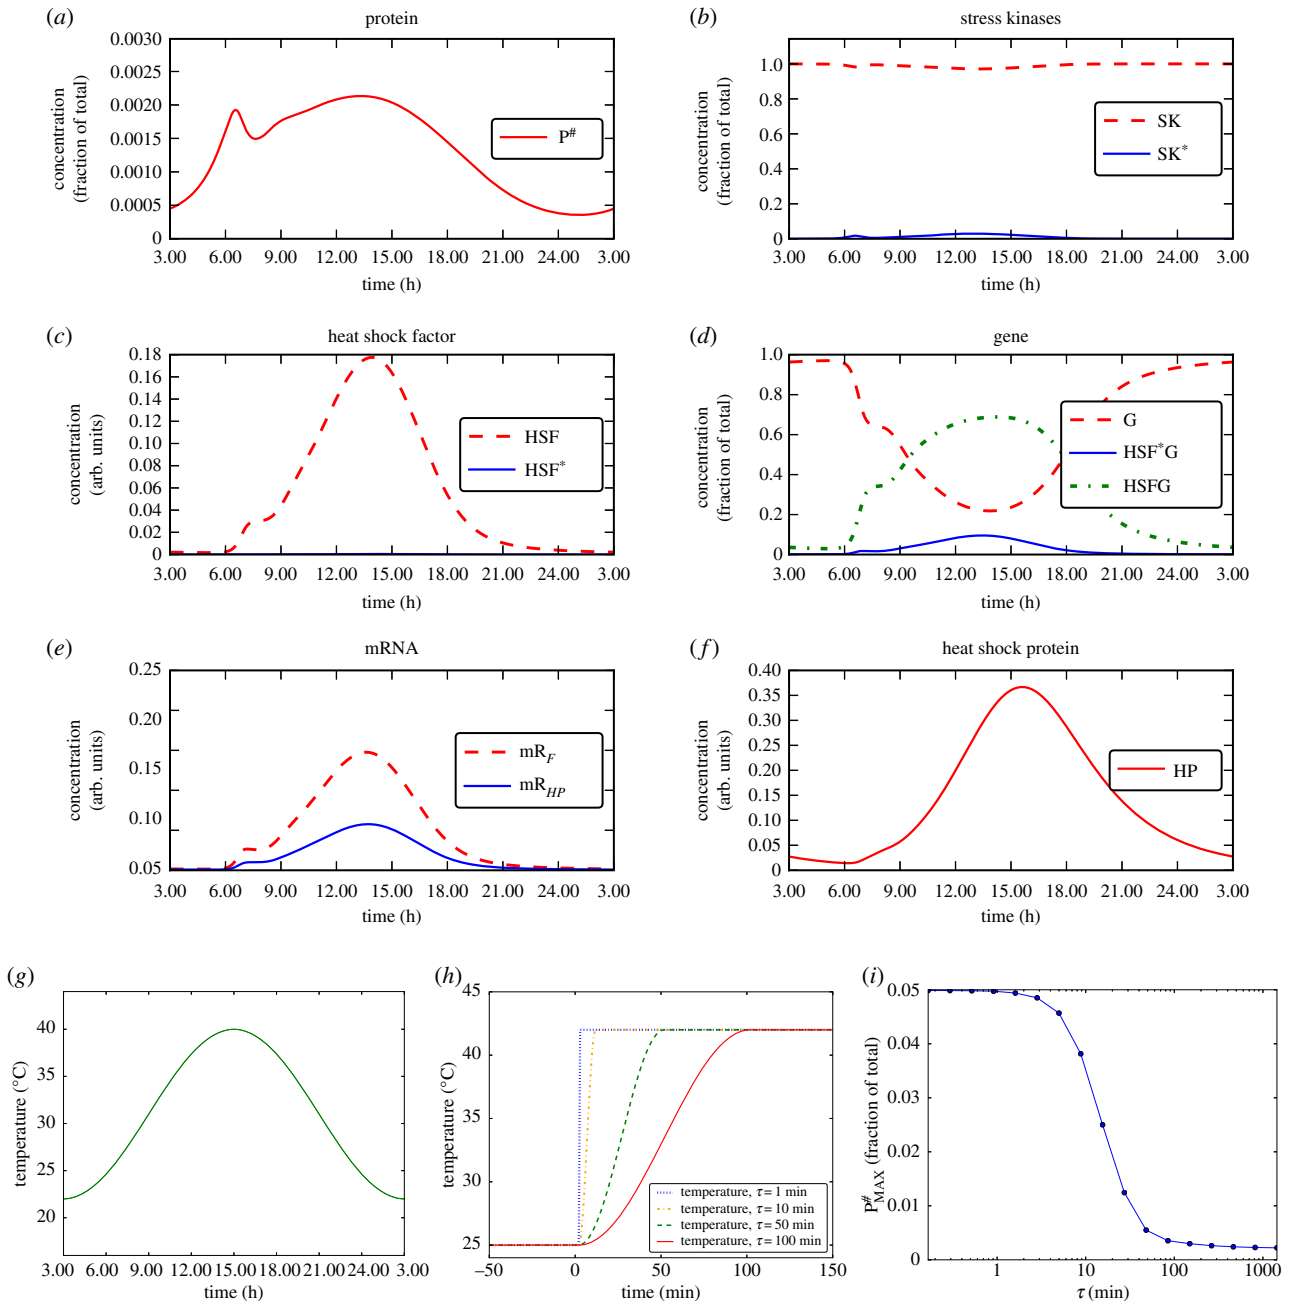 (a) protein
concentration
(fraction of total)
0.0030
0.0025
0.0020
0.0015
0.0010
0.0005
0
P#
3.00 6.00 9.00 12.00 15.00 18.00 21.00 24.00 3.00
time (h)
(b) stress kinases
concentration
(fraction of total)
1.0
0.8
0.6
0.4
0.2
0
SK
SK*
3.00 6.00 9.00 12.00 15.00 18.00 21.00 24.00 3.00
time (h)
(c) heat shock factor
concentration
(arb. units)
0.18
0.16
0.14
0.12
0.10
0.08
0.06
0.04
0.02
0
HSF
HSF*
3.00 6.00 9.00 12.00 15.00 18.00 21.00 24.00 3.00
time (h)
(d) gene
concentration
(fraction of total)
1.0
0.8
0.6
0.4
0.2
0
G
HSF*G
HSFG
3.00 6.00 9.00 12.00 15.00 18.00 21.00 24.00 3.00
time (h)
(e) mRNA
concentration
(arb. units)
0.25
0.20
0.15
0.10
0.05
mR_F
mR_HP
3.00 6.00 9.00 12.00 15.00 18.00 21.00 24.00 3.00
time (h)
(f) heat shock protein
concentration
(arb. units)
0.40
0.35
0.30
0.25
0.20
0.15
0.10
0.05
0
HP
3.00 6.00 9.00 12.00 15.00 18.00 21.00 24.00 3.00
time (h)
(g)
temperature (°C)
40
35
30
25
20
3.00 6.00 9.00 12.00 15.00 18.00 21.00 24.00 3.00
time (h)
(h)
temperature (°C)
45
40
35
30
25
temperature, τ = 1 min
temperature, τ = 10 min
temperature, τ = 50 min
temperature, τ = 100 min
−50 0 50 100 150
time (min)
(i)
P#MAX (fraction of total)
0.05
0.04
0.03
0.02
0.01
0
1 10 100 1000
τ (min)